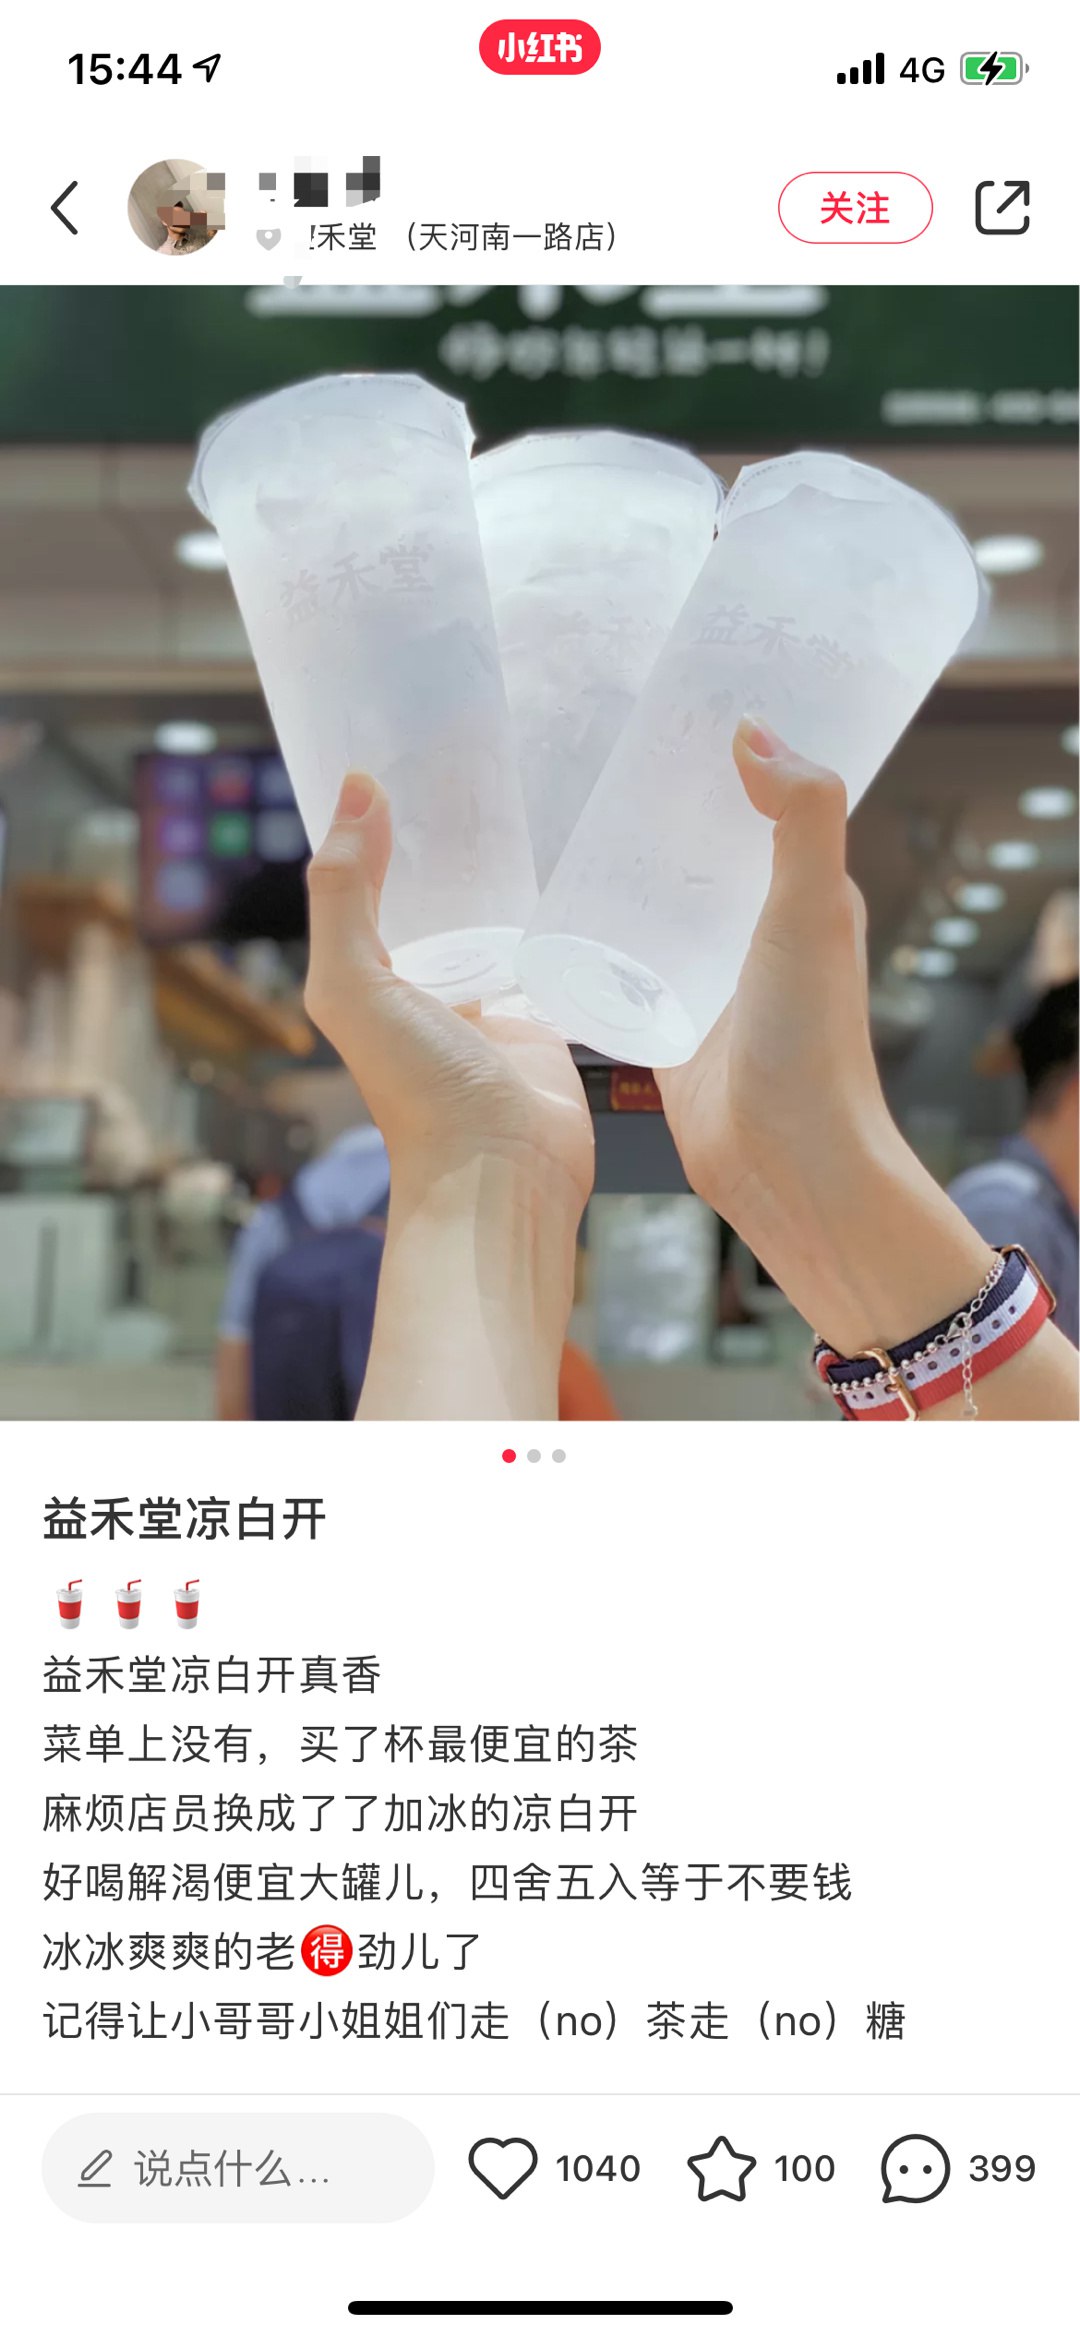 15:44
小红书
4G
禾堂 （天河南一路店）
关注
益禾堂
益禾
益禾堂
益禾堂凉白开
益禾堂凉白开真香
菜单上没有，买了杯最便宜的茶
麻烦店员换成了了加冰的凉白开
好喝解渴便宜大罐儿，四舍五入等于不要钱
冰冰爽爽的老得劲儿了
记得让小哥哥小姐姐们走（no）茶走（no）糖
说点什么...
1040
100
399